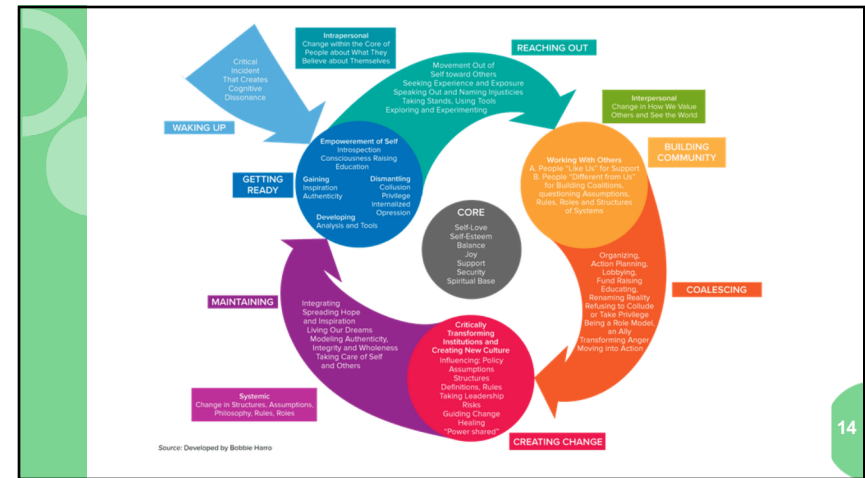 Critical
Incident
That Creates
Cognitive
Dissonance
WAKING UP
Intrapersonal
Change within the Core of
People about What They
Believe about Themselves
REACHING OUT
Movement Out of
Self toward Others
Seeking Experience and Exposure
Speaking Out and Naming Injusticies
Taking Stands, Using Tools
Exploring and Experimenting
Interpersonal
Change in How We Value
Others and See the World
GETTING
READY
Empowerement of Self
Introspection
Consciousness Raising
Education
Gaining
Inspiration
Authenticity
Dismantling
Collusion
Privilege
Internalized
Opression
Developing
Analysis and Tools
BUILDING
COMMUNITY
Working With Others
A. People "Like Us" for Support
B. People "Different from Us"
for Building Coalitions,
questioning Assumptions,
Rules, Roles and Structures
of Systems
CORE
Self-Love
Self-Esteem
Balance
Joy
Support
Security
Spiritual Base
COALESCING
Organizing,
Action Planning,
Lobbying,
Fund Raising
Educating,
Renaming Reality
Refusing to Collude
or Take Privilege
Being a Role Model,
an Ally
Transforming Anger
Moving into Action
MAINTAINING
Integrating
Spreading Hope
and Inspiration
Living Our Dreams
Modeling Authenticity,
Integrity and Wholeness
Taking Care of Self
and Others
Critically
Transforming
Institutions and
Creating New Culture
Influencing: Policy
Assumptions
Structures
Definitions, Rules
Taking Leadership
Risks
Guiding Change
Healing
"Power shared"
CREATING CHANGE
Systemic
Change in Structures, Assumptions,
Philosophy, Rules, Roles
Source: Developed by Bobbie Harro
14